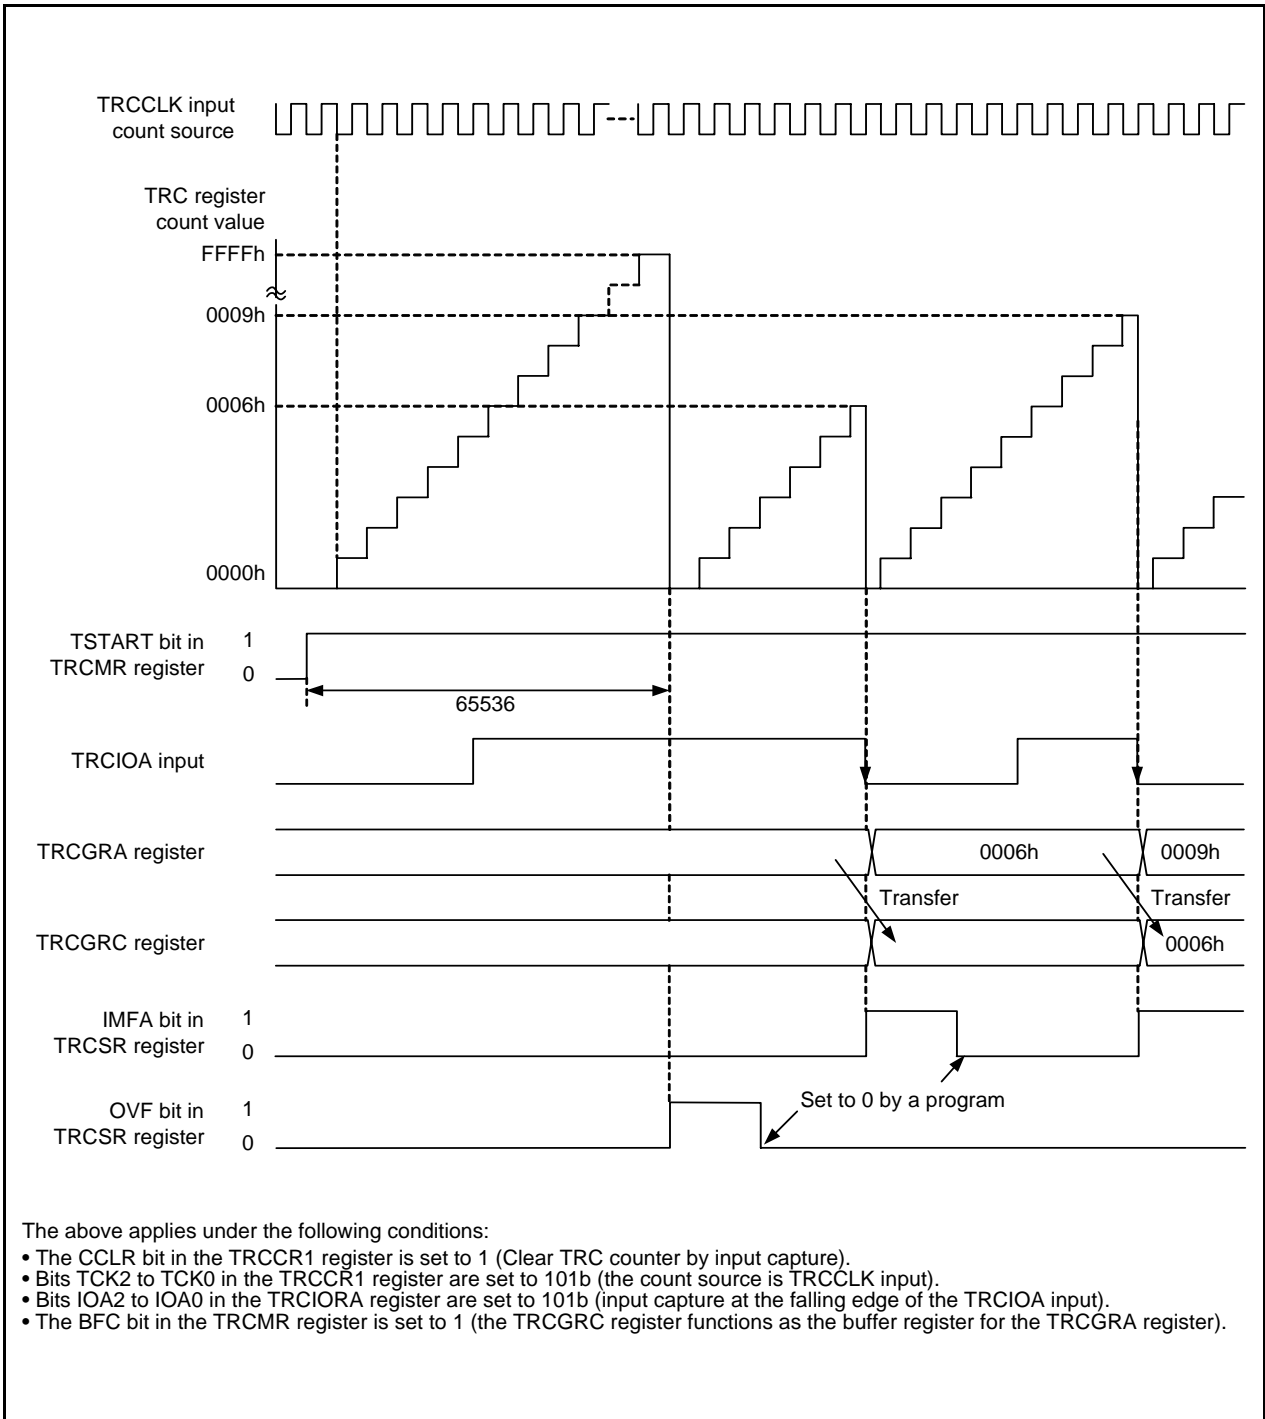 TRCCLK input
count source
TRC register
count value
FFFFh
0009h
0006h
0000h
TSTART bit in
TRCMR register
1
0
65536
TRCIOA input
TRCGRA register
0006h
0009h
Transfer
Transfer
TRCGRC register
0006h
IMFA bit in
TRCSR register
1
0
Set to 0 by a program
OVF bit in
TRCSR register
1
0
The above applies under the following conditions:
• The CCLR bit in the TRCCR1 register is set to 1 (Clear TRC counter by input capture).
• Bits TCK2 to TCK0 in the TRCCR1 register are set to 101b (the count source is TRCCLK input).
• Bits IOA2 to IOA0 in the TRCIORA register are set to 101b (input capture at the falling edge of the TRCIOA input).
• The BFC bit in the TRCMR register is set to 1 (the TRCGRC register functions as the buffer register for the TRCGRA register).